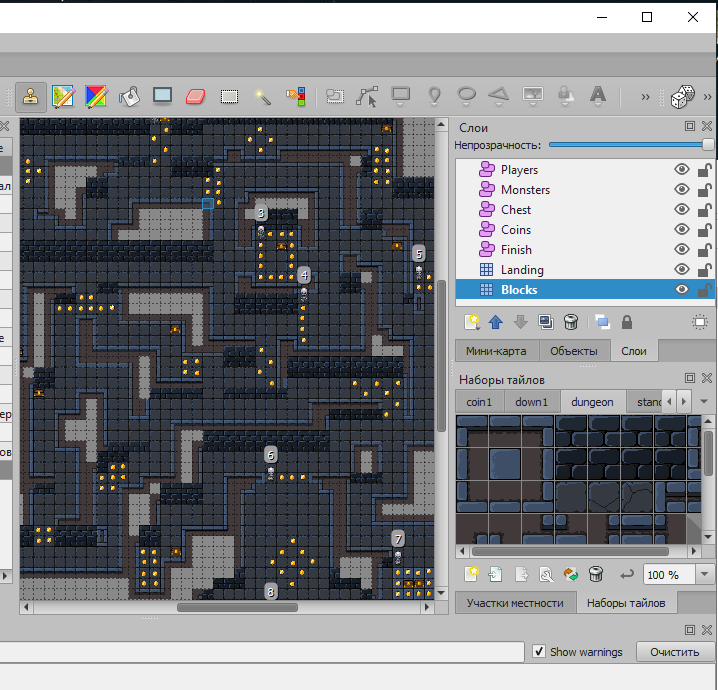 Слои
Непрозрачность:
Players
Monsters
Chest
Coins
Finish
Landing
Blocks
Мини-карта
Объекты
Слои
Наборы тайлов
coin1
down1
dungeon
stand
100 %
Участки местности
Наборы тайлов
Show warnings
Очистить
3
4
5
6
7
8